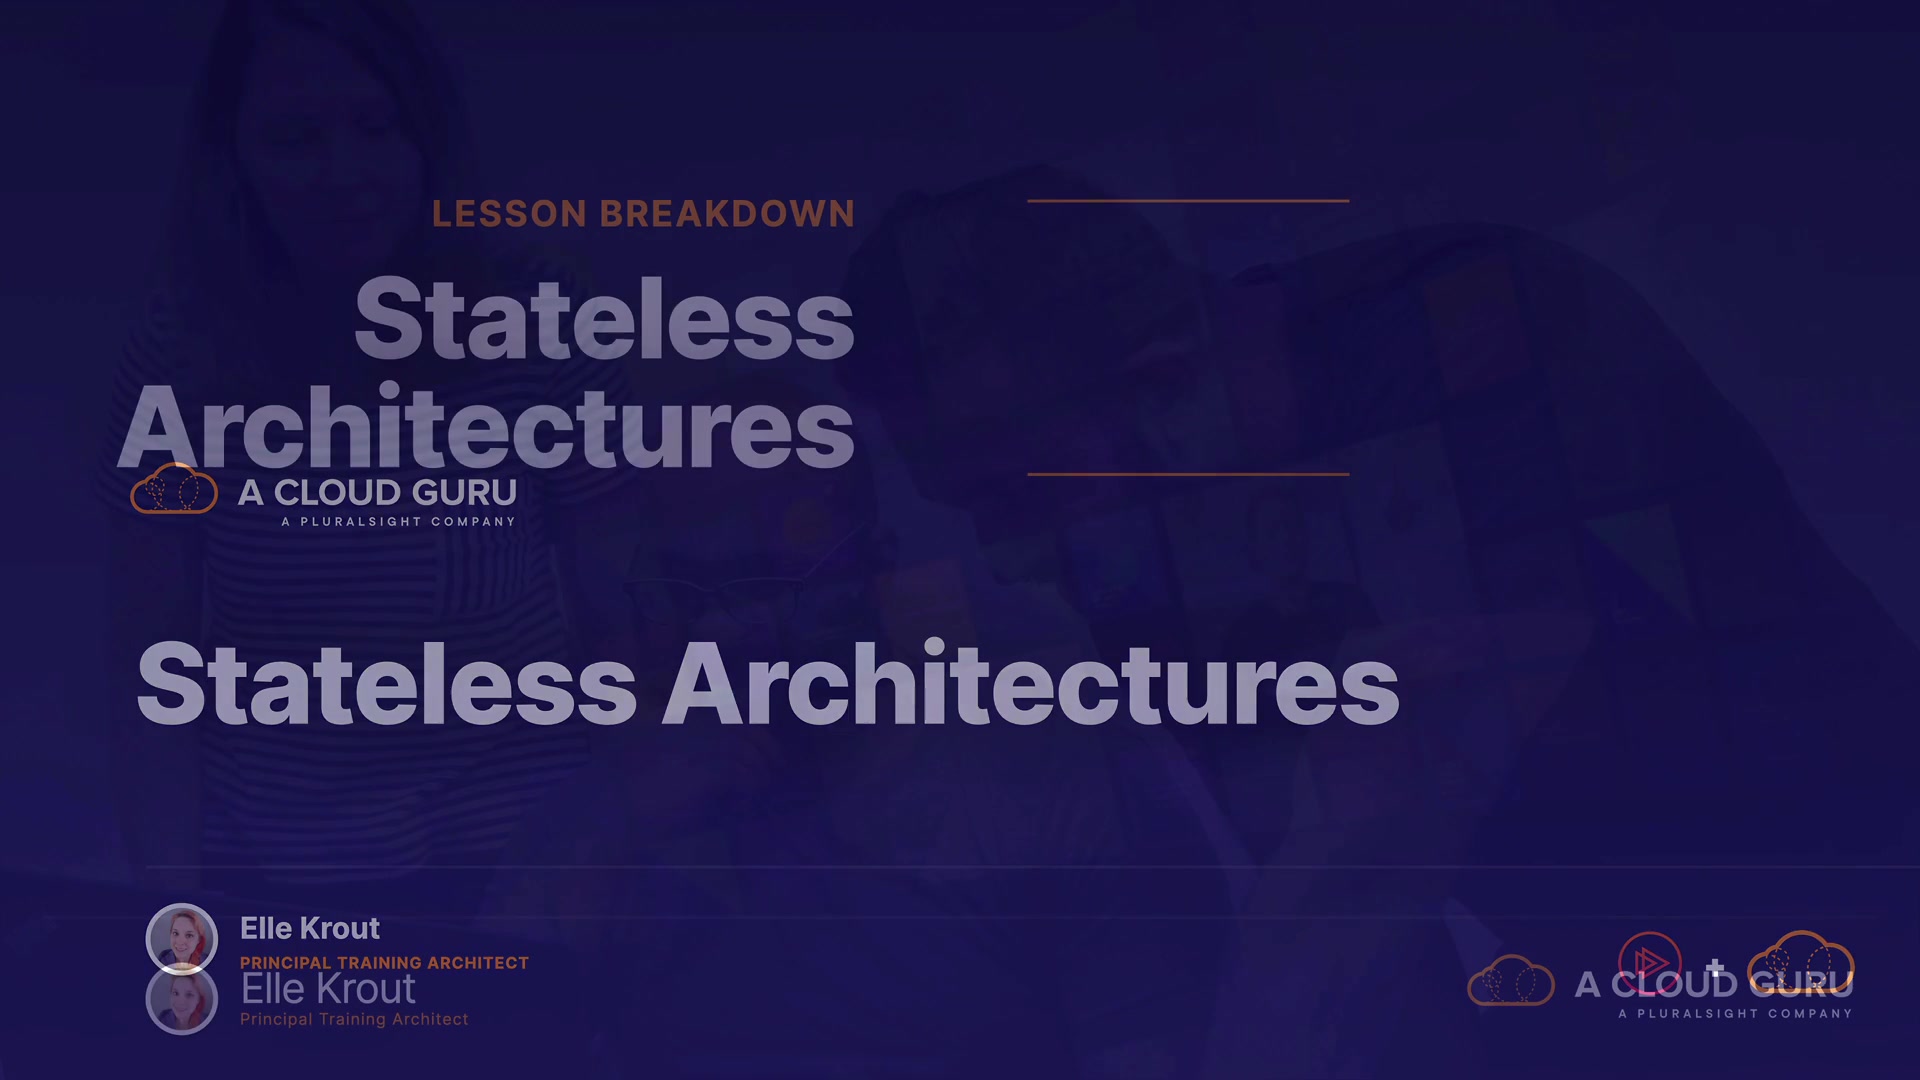 LESSON BREAKDOWN
Stateless
Architectures
A CLOUD GURU
A PLURALSIGHT COMPANY
Stateless Architectures
Elle Krout
PRINCIPAL TRAINING ARCHITECT
Elle Krout
Principal Training Architect
+
A CLOUD GURU
A PLURALSIGHT COMPANY